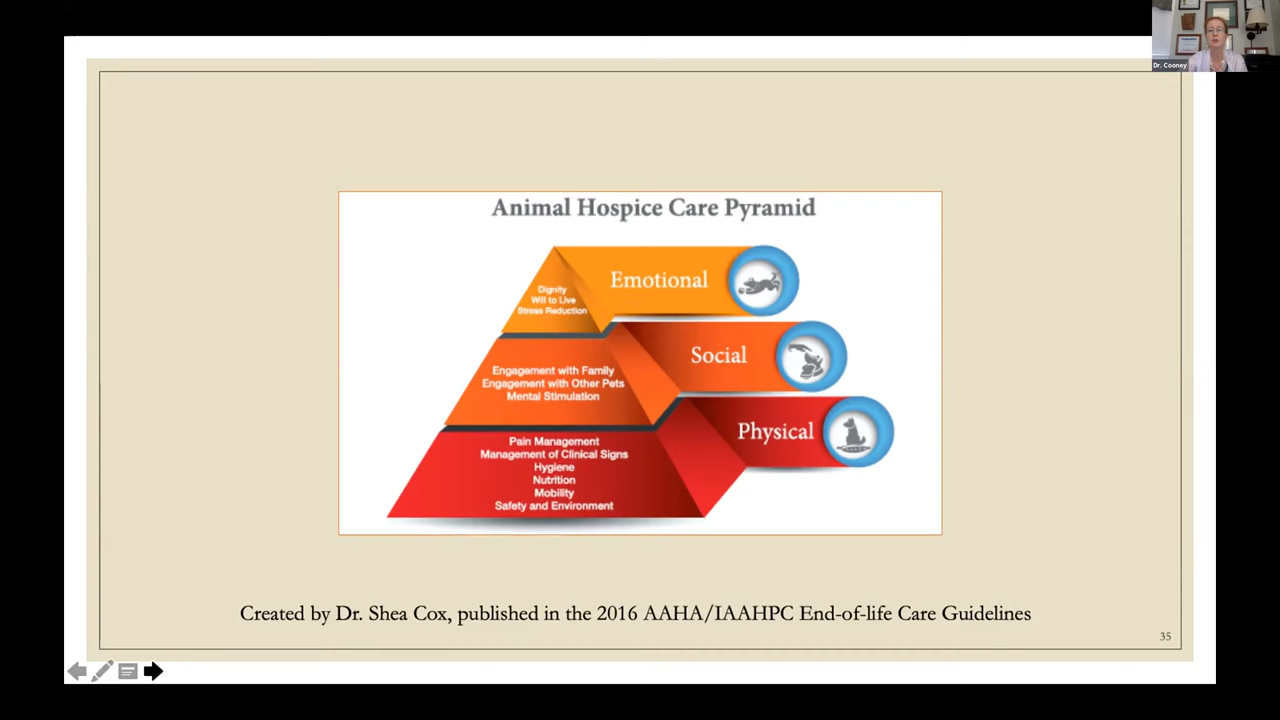 Dr. Cooney
Animal Hospice Care Pyramid
Dignity
Will to Live
Stress Reduction
Emotional
Engagement with Family
Engagement with Other Pets
Mental Stimulation
Social
Pain Management
Management of Clinical Signs
Hygiene
Nutrition
Mobility
Safety and Environment
Physical
Created by Dr. Shea Cox, published in the 2016 AAHA/IAAHPC End-of-life Care Guidelines
35